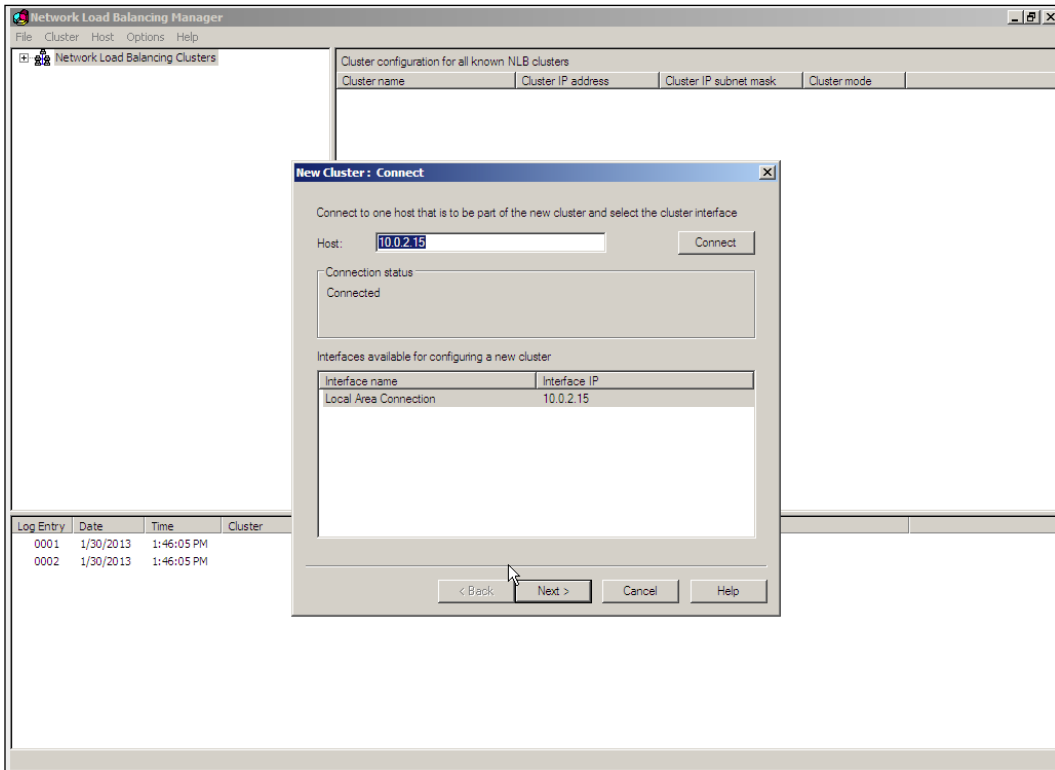 Network Load Balancing Manager
File Cluster Host Options Help
Network Load Balancing Clusters
Cluster configuration for all known NLB clusters
Cluster name Cluster IP address Cluster IP subnet mask Cluster mode
New Cluster : Connect
Connect to one host that is to be part of the new cluster and select the cluster interface
Host: 10.0.2.15 Connect
Connection status
Connected
Interfaces available for configuring a new cluster
Interface name Interface IP
Local Area Connection 10.0.2.15
< Back Next > Cancel Help
Log Entry Date Time Cluster
0001 1/30/2013 1:46:05 PM
0002 1/30/2013 1:46:05 PM